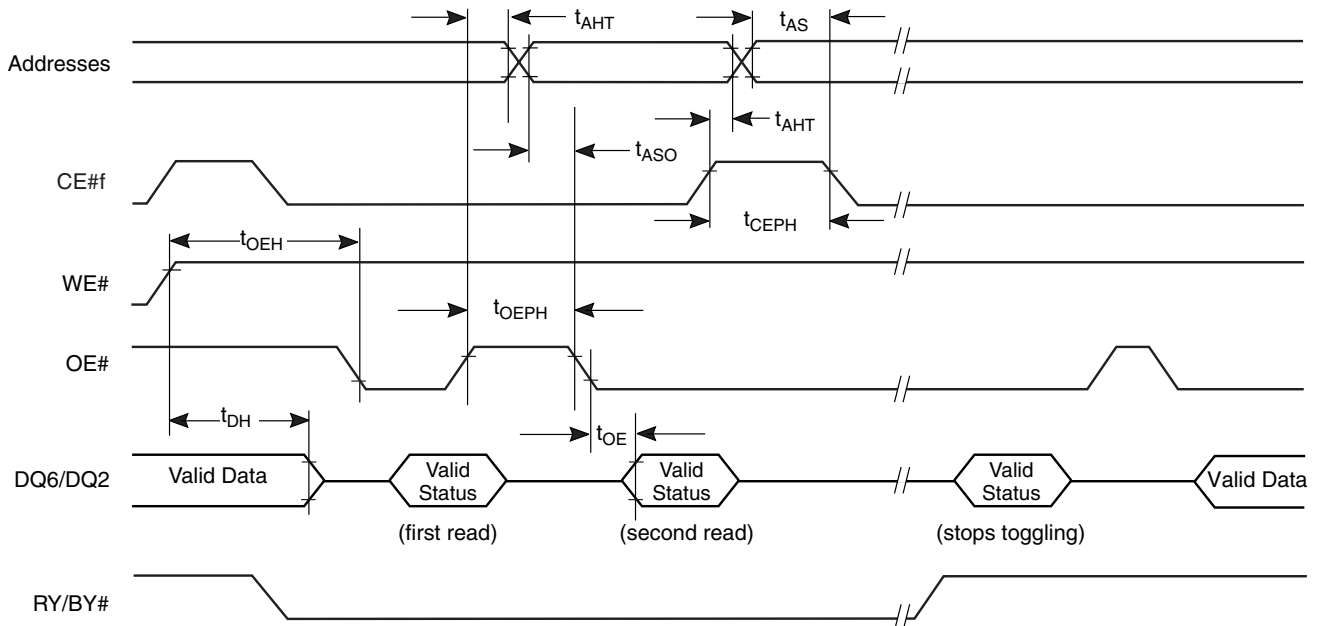 tAHT
tAS
Addresses
tAHT
tASO
CE#f
tCEPH
tOEH
WE#
tOEPH
OE#
tDH
tOE
DQ6/DQ2
Valid Data
Valid
Status
Valid
Status
Valid
Status
Valid Data
(first read)
(second read)
(stops toggling)
RY/BY#